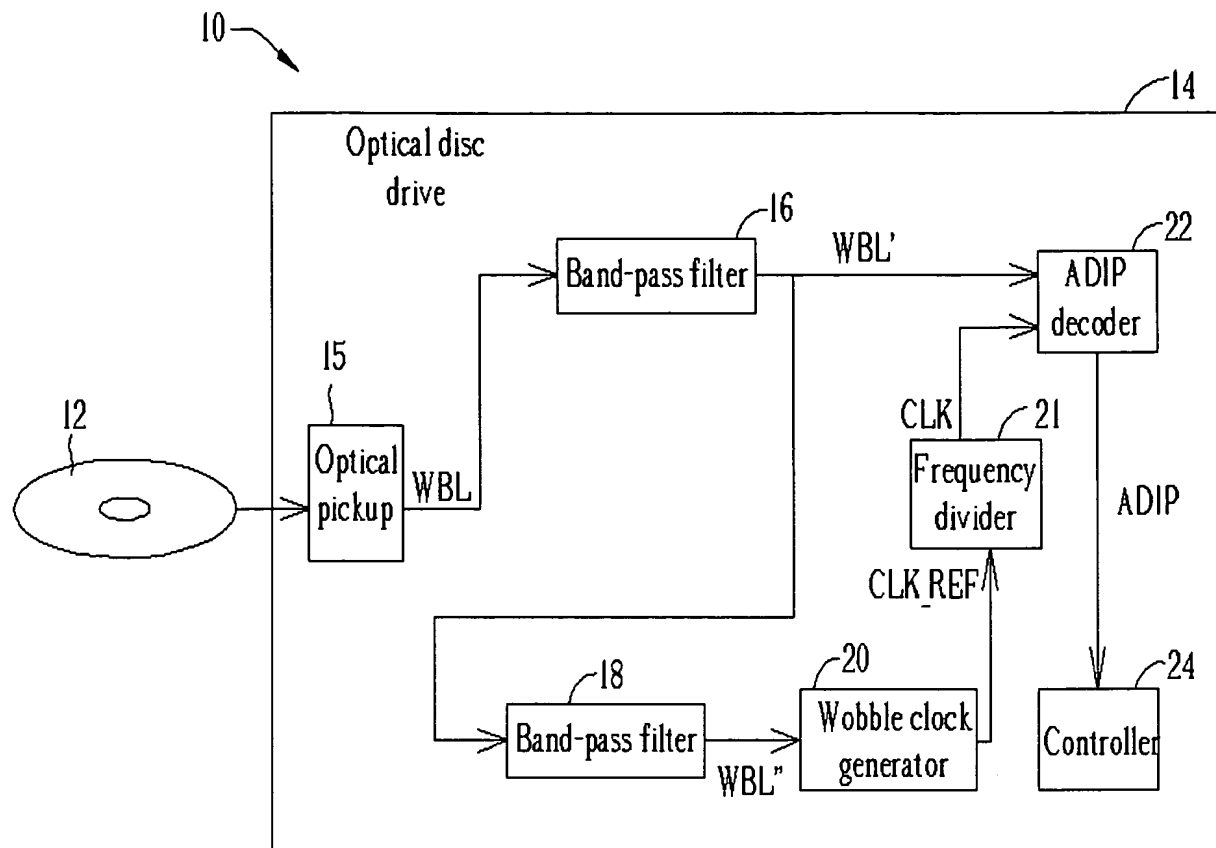 10
14
Optical disc
drive
16
Band-pass filter
WBL'
22
ADIP
decoder
15
Optical
pickup
12
WBL
CLK
21
Frequency
divider
ADIP
CLK_REF
18
Band-pass filter
WBL"
20
Wobble clock
generator
24
Controller